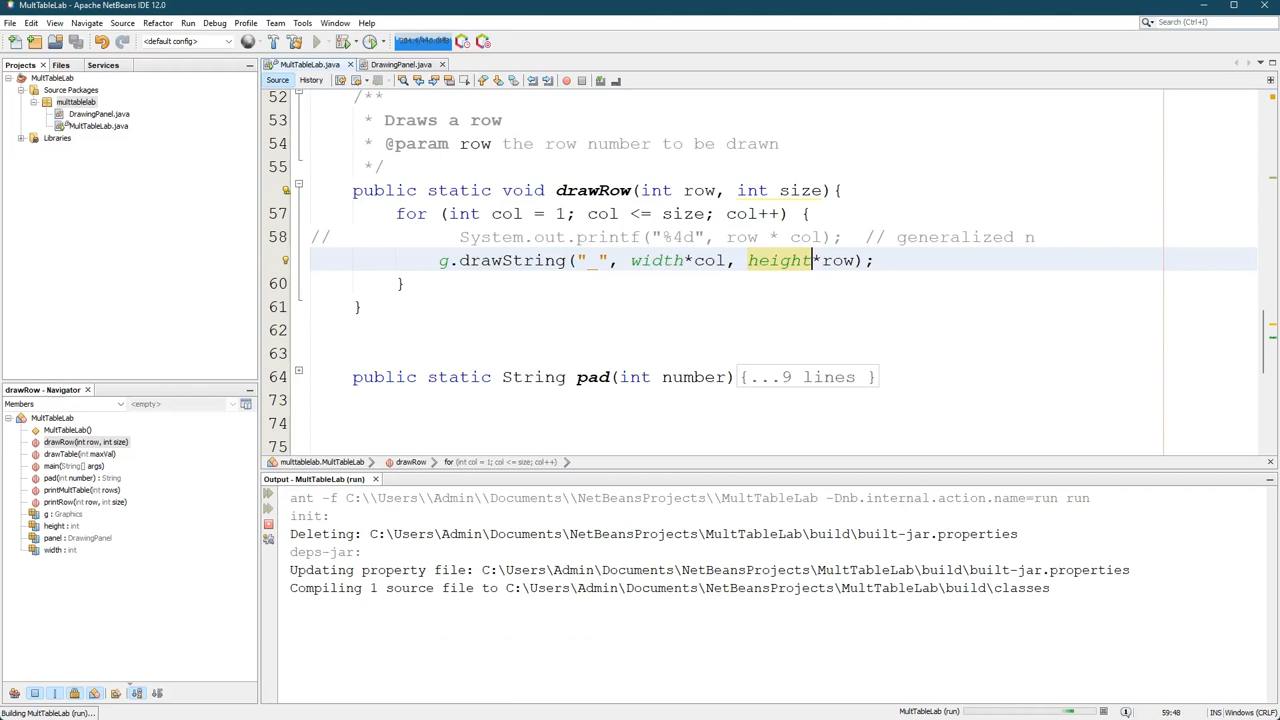 MultTableLab - Apache NetBeans IDE 12.0
File Edit View Navigate Source Refactor Run Debug Profile Team Tools Window Help
Search (Ctrl+I)
<default config>
Projects Files Services
MultTableLab
Source Packages
multtablelab
DrawingPanel.java
MultTableLab.java
Libraries
MultTableLab.java DrawingPanel.java
Source History
52 /**
53 * Draws a row
54 * @param row the row number to be drawn
55 */
public static void drawRow(int row, int size){
57 for (int col = 1; col <= size; col++) {
58 // System.out.printf("%4d", row * col); // generalized n
g.drawString("_", width*col, height*row);
60 }
61 }
62
63
64 public static String pad(int number){...9 lines }
73
74
75
drawRow - Navigator
Members <empty>
MultTableLab
MultTableLab()
drawRow(int row, int size)
drawTable(int maxVal)
main(String[] args)
pad(int number) : String
printMultTable(int rows)
printRow(int row, int size)
g : Graphics
height : int
panel : DrawingPanel
width : int
multtablelab.MultTableLab drawRow for (int col = 1; col <= size; col++)
Output - MultTableLab (run)
ant -f C:\\Users\\Admin\\Documents\\NetBeansProjects\\MultTableLab -Dnb.internal.action.name=run run
init:
Deleting: C:\Users\Admin\Documents\NetBeansProjects\MultTableLab\build\built-jar.properties
deps-jar:
Updating property file: C:\Users\Admin\Documents\NetBeansProjects\MultTableLab\build\built-jar.properties
Compiling 1 source file to C:\Users\Admin\Documents\NetBeansProjects\MultTableLab\build\classes
Building MultTableLab (run)... MultTableLab (run) 59:48 INS Windows (CRLF)